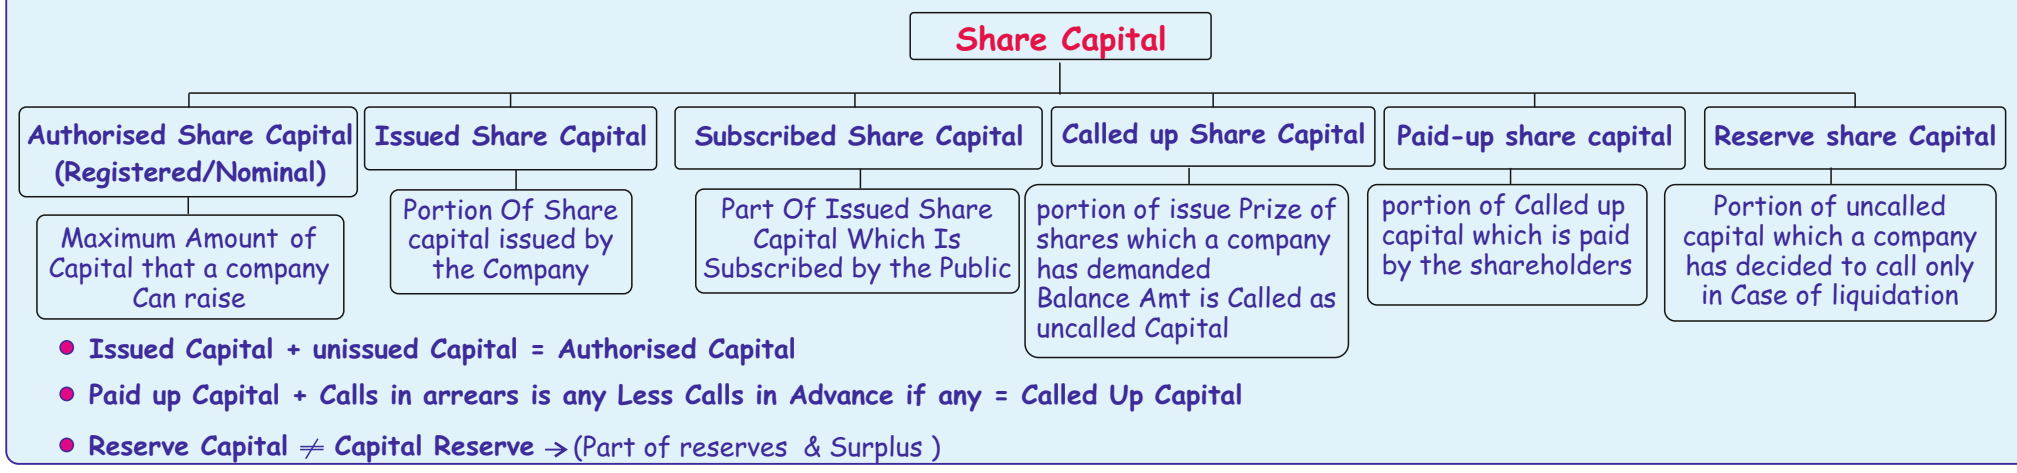 Share Capital
Authorised Share Capital
(Registered/Nominal)
Maximum Amount of
Capital that a company
Can raise
Issued Share Capital
Portion Of Share
capital issued by
the Company
Subscribed Share Capital
Part Of Issued Share
Capital Which Is
Subscribed by the Public
Called up Share Capital
portion of issue Prize of
shares which a company
has demanded
Balance Amt is Called as
uncalled Capital
Paid-up share capital
portion of Called up
capital which is paid
by the shareholders
Reserve share Capital
Portion of uncalled
capital which a company
has decided to call only
in Case of liquidation
● Issued Capital + unissued Capital = Authorised Capital
● Paid up Capital + Calls in arrears is any Less Calls in Advance if any = Called Up Capital
● Reserve Capital ≠ Capital Reserve → (Part of reserves & Surplus )